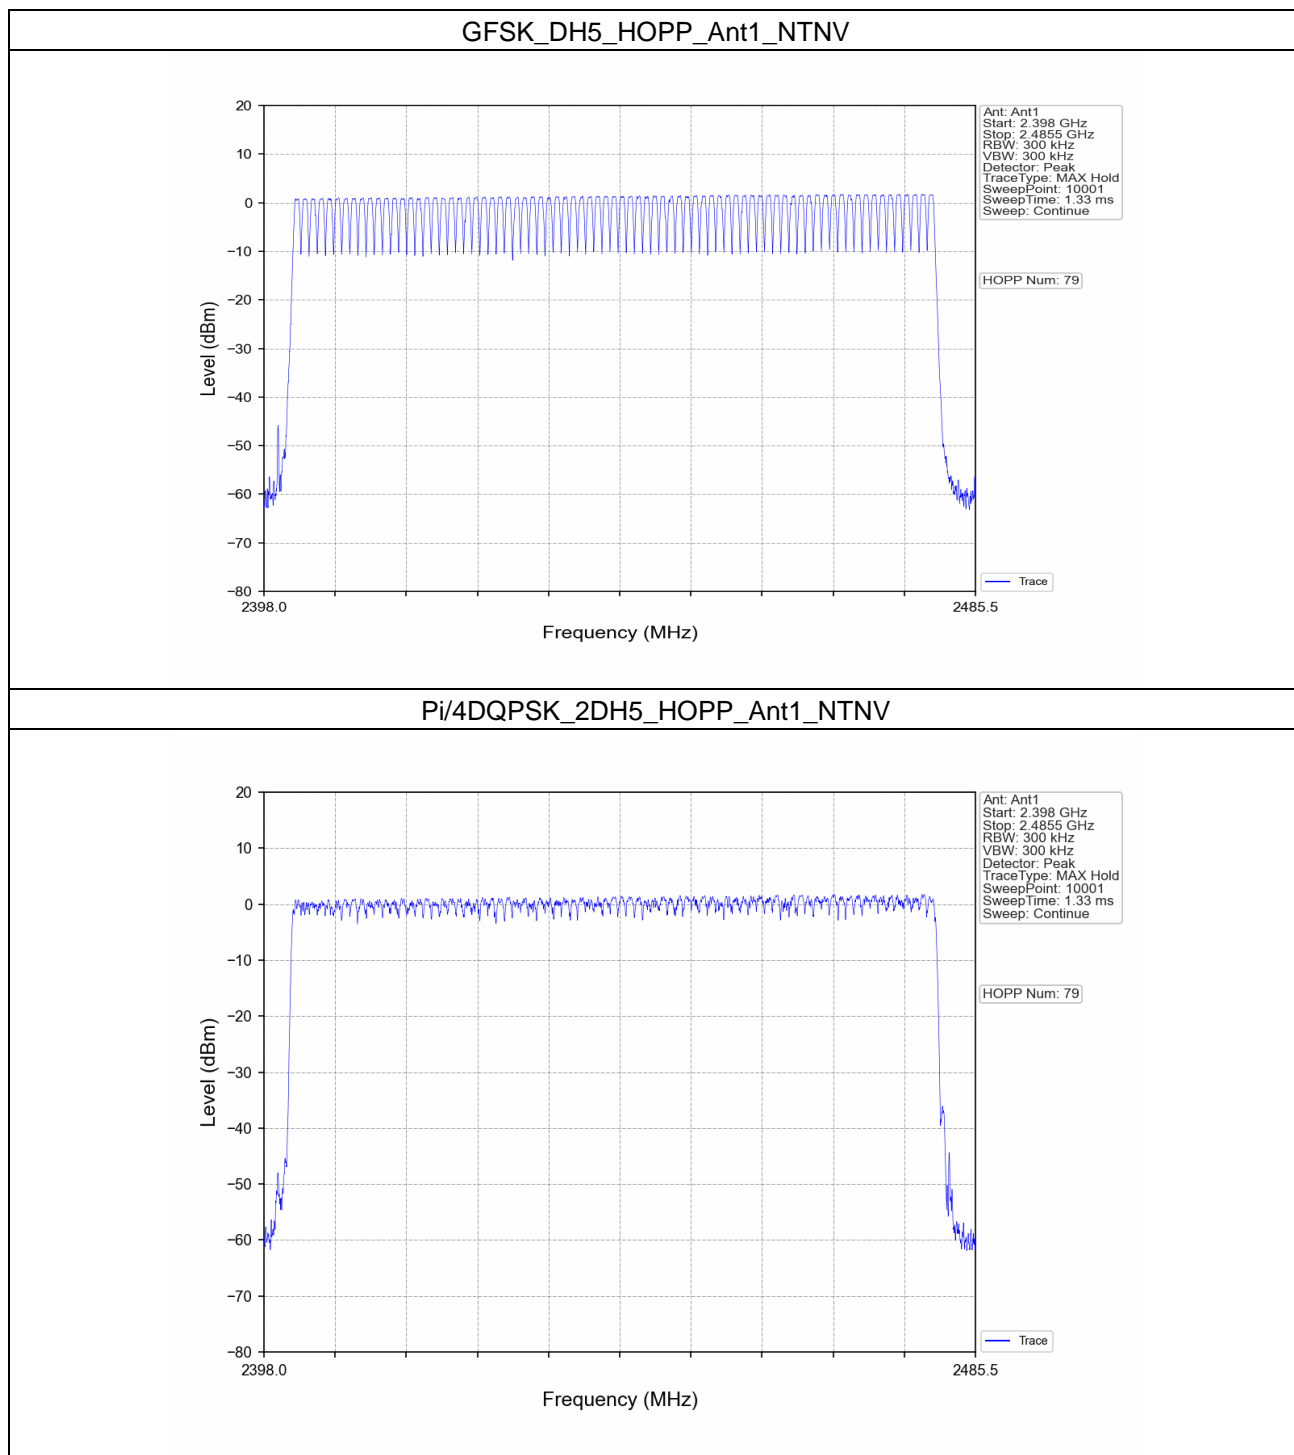 GFSK_DH5_HOPP_Ant1_NTNV
20
10
0
−10
−20
−30
−40
−50
−60
−70
−80
Level (dBm)
2398.0
2485.5
Frequency (MHz)
Ant: Ant1
Start: 2.398 GHz
Stop: 2.4855 GHz
RBW: 300 kHz
VBW: 300 kHz
Detector: Peak
TraceType: MAX Hold
SweepPoint: 10001
SweepTime: 1.33 ms
Sweep: Continue
HOPP Num: 79
Trace
Pi/4DQPSK_2DH5_HOPP_Ant1_NTNV
20
10
0
−10
−20
−30
−40
−50
−60
−70
−80
Level (dBm)
2398.0
2485.5
Frequency (MHz)
Ant: Ant1
Start: 2.398 GHz
Stop: 2.4855 GHz
RBW: 300 kHz
VBW: 300 kHz
Detector: Peak
TraceType: MAX Hold
SweepPoint: 10001
SweepTime: 1.33 ms
Sweep: Continue
HOPP Num: 79
Trace